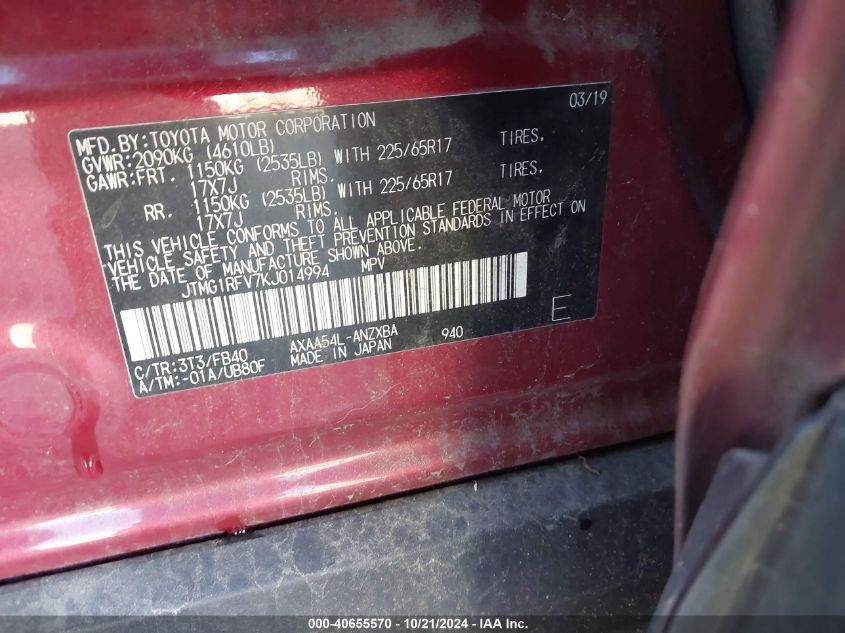 03/19
MFD.BY:TOYOTA MOTOR CORPORATION
GVWR:2090KG (4610LB)
GAWR:FRT. 1150KG (2535LB) WITH 225/65R17 TIRES.
17X7J RIMS.
RR. 1150KG (2535LB) WITH 225/65R17 TIRES.
17X7J RIMS.
THIS VEHICLE CONFORMS TO ALL APPLICABLE FEDERAL MOTOR
VEHICLE SAFETY AND THEFT PREVENTION STANDARDS IN EFFECT ON
THE DATE OF MANUFACTURE SHOWN ABOVE.
JTMG1RFV7KJ014994 MPV
E
C/TR:3T3/FB40 AXAA54L-ANZXBA 940
A/TM:-01A/UB80F MADE IN JAPAN
000-40655570 - 10/21/2024 - IAA Inc.